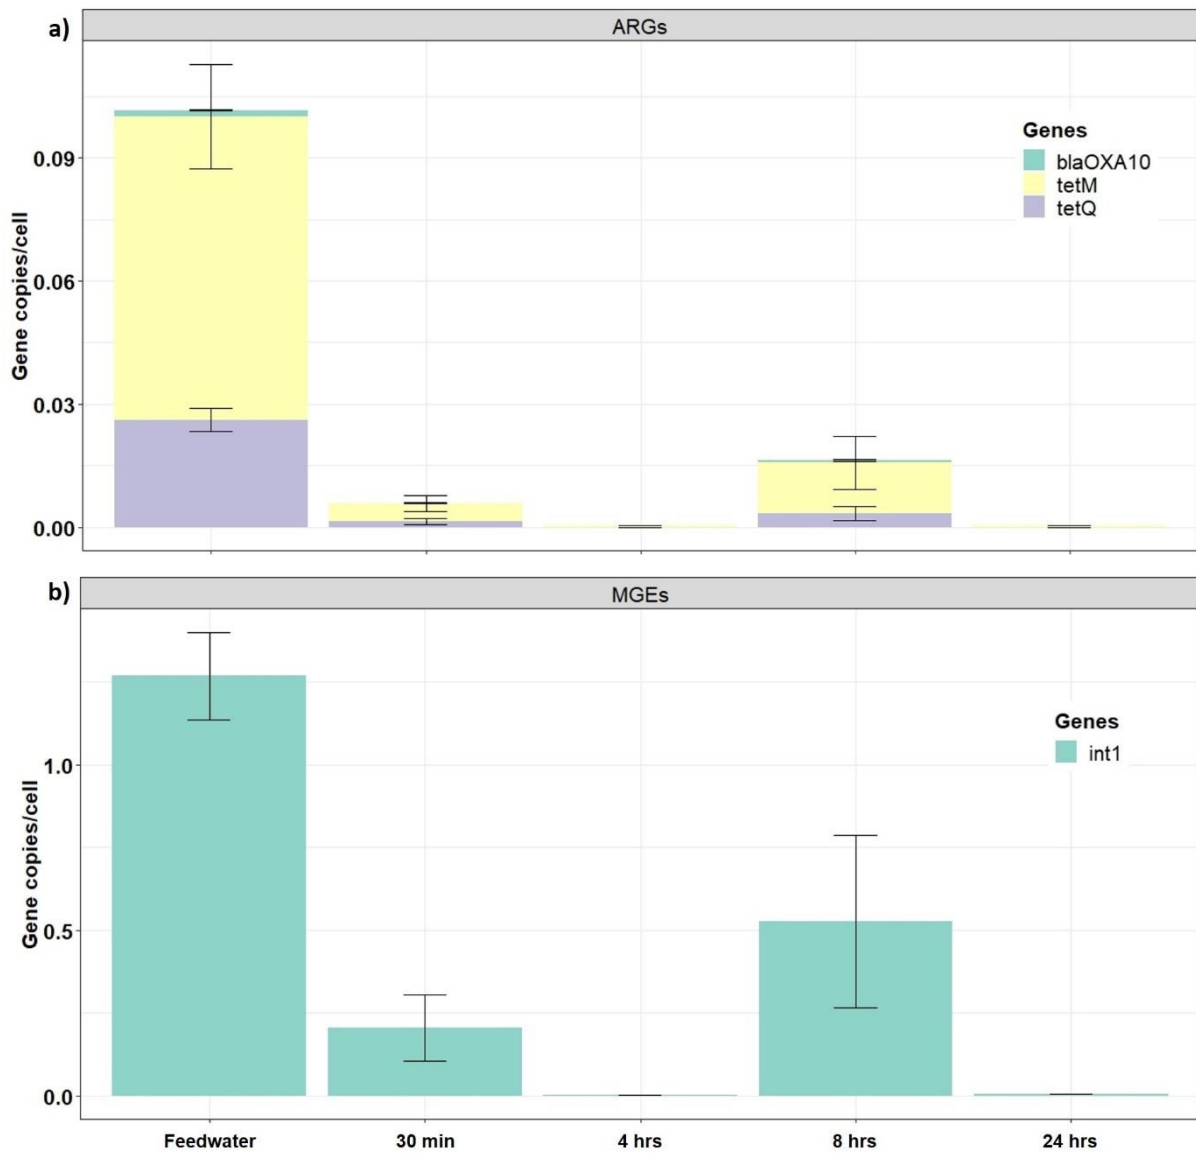 a)
ARGs
Gene copies/cell
0.09
0.06
0.03
0.00
Genes
blaOXA10
tetM
tetQ
b)
MGEs
Gene copies/cell
1.0
0.5
0.0
Genes
int1
Feedwater 30 min 4 hrs 8 hrs 24 hrs